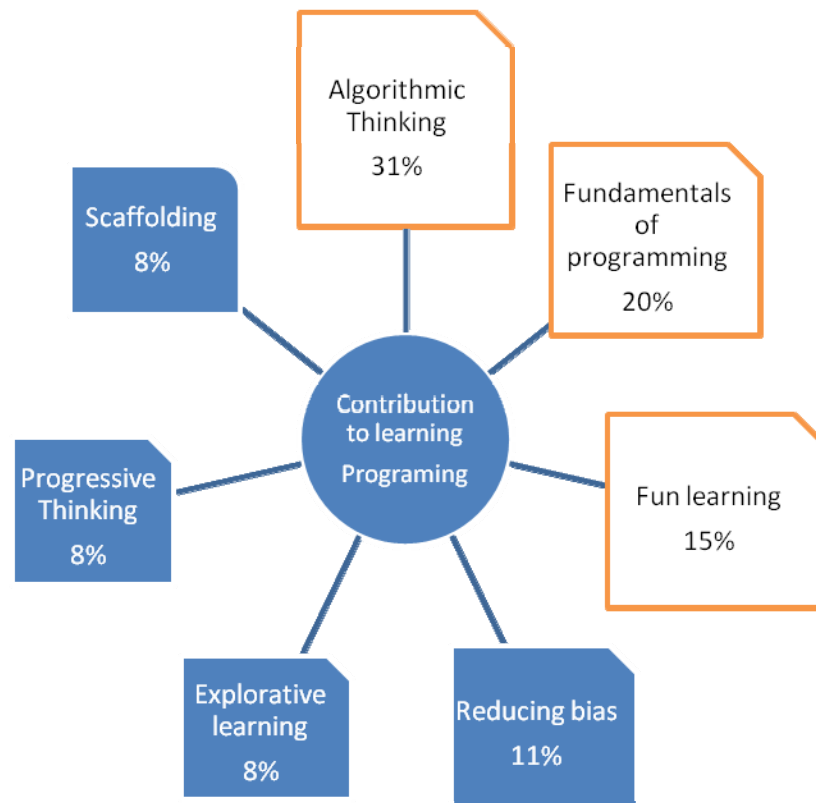 Algorithmic
Thinking
31%
Fundamentals
of
programming
20%
Fun learning
15%
Reducing bias
11%
Explorative
learning
8%
Progressive
Thinking
8%
Scaffolding
8%
Contribution
to learning
Programing